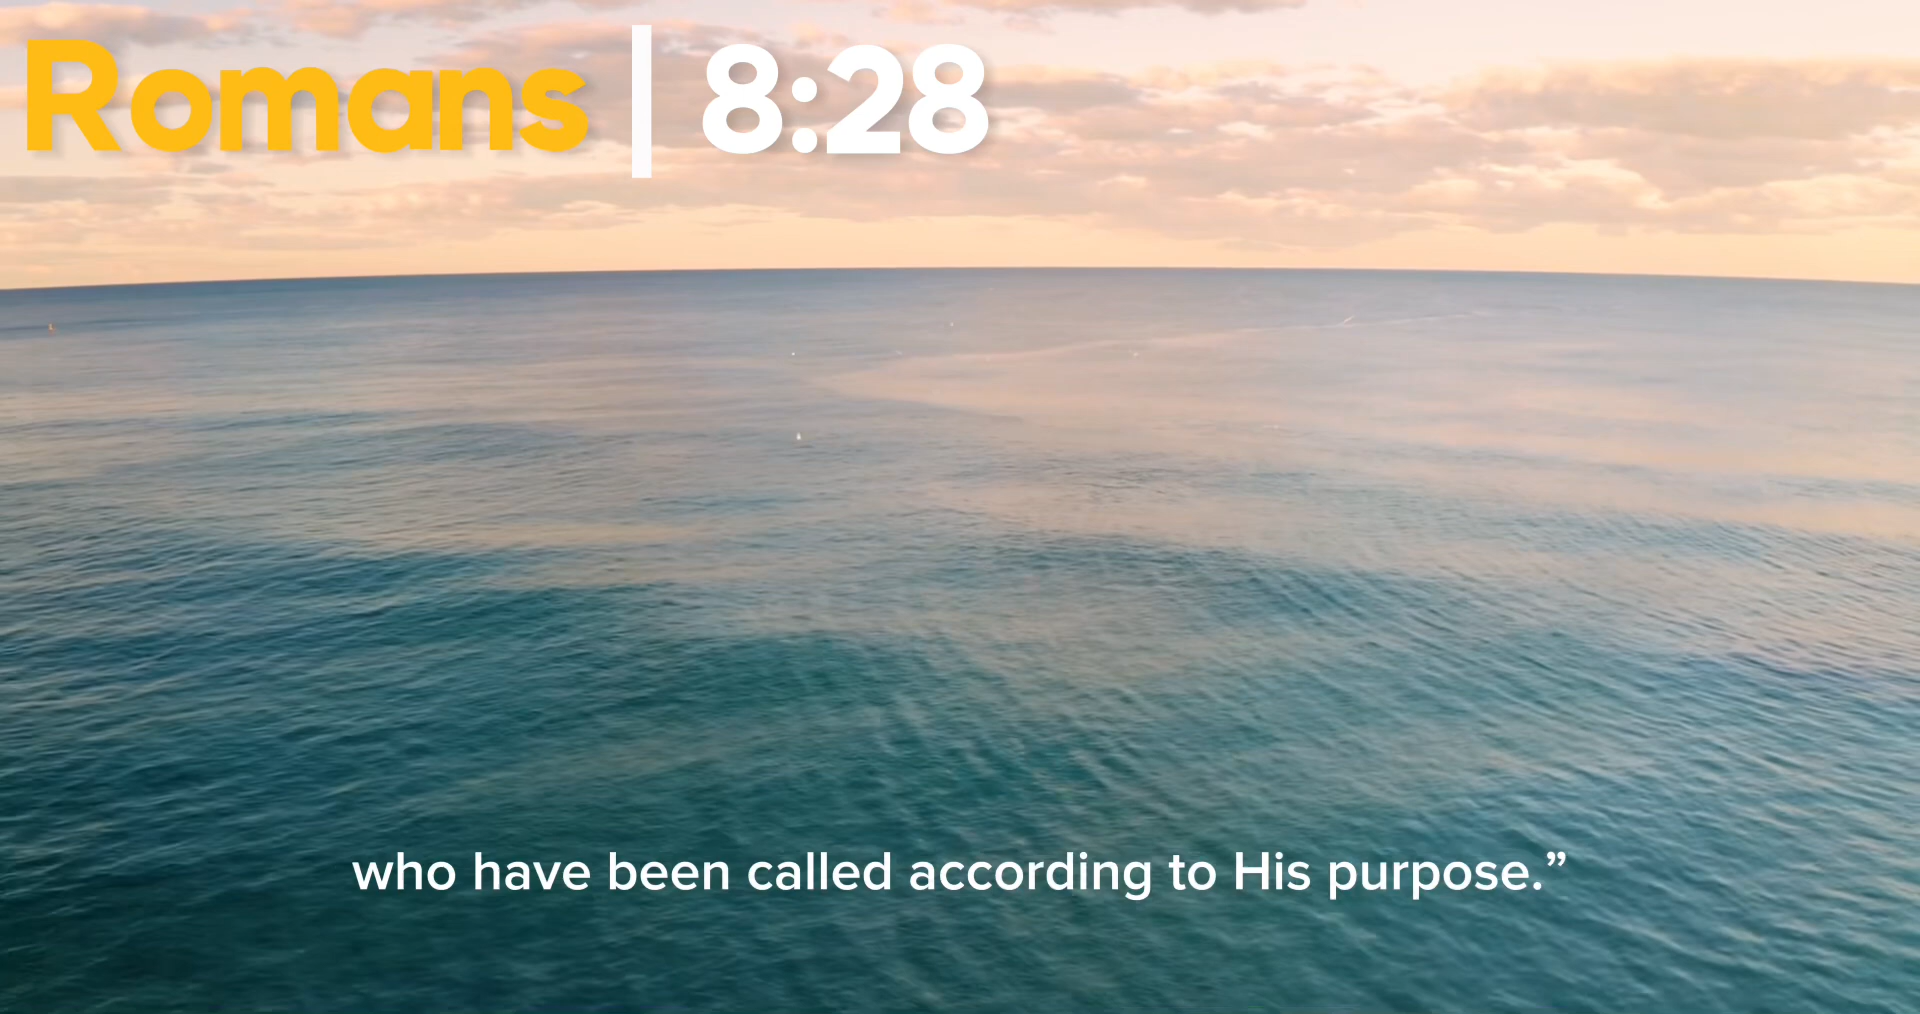 Romans | 8:28
who have been called according to His purpose.”